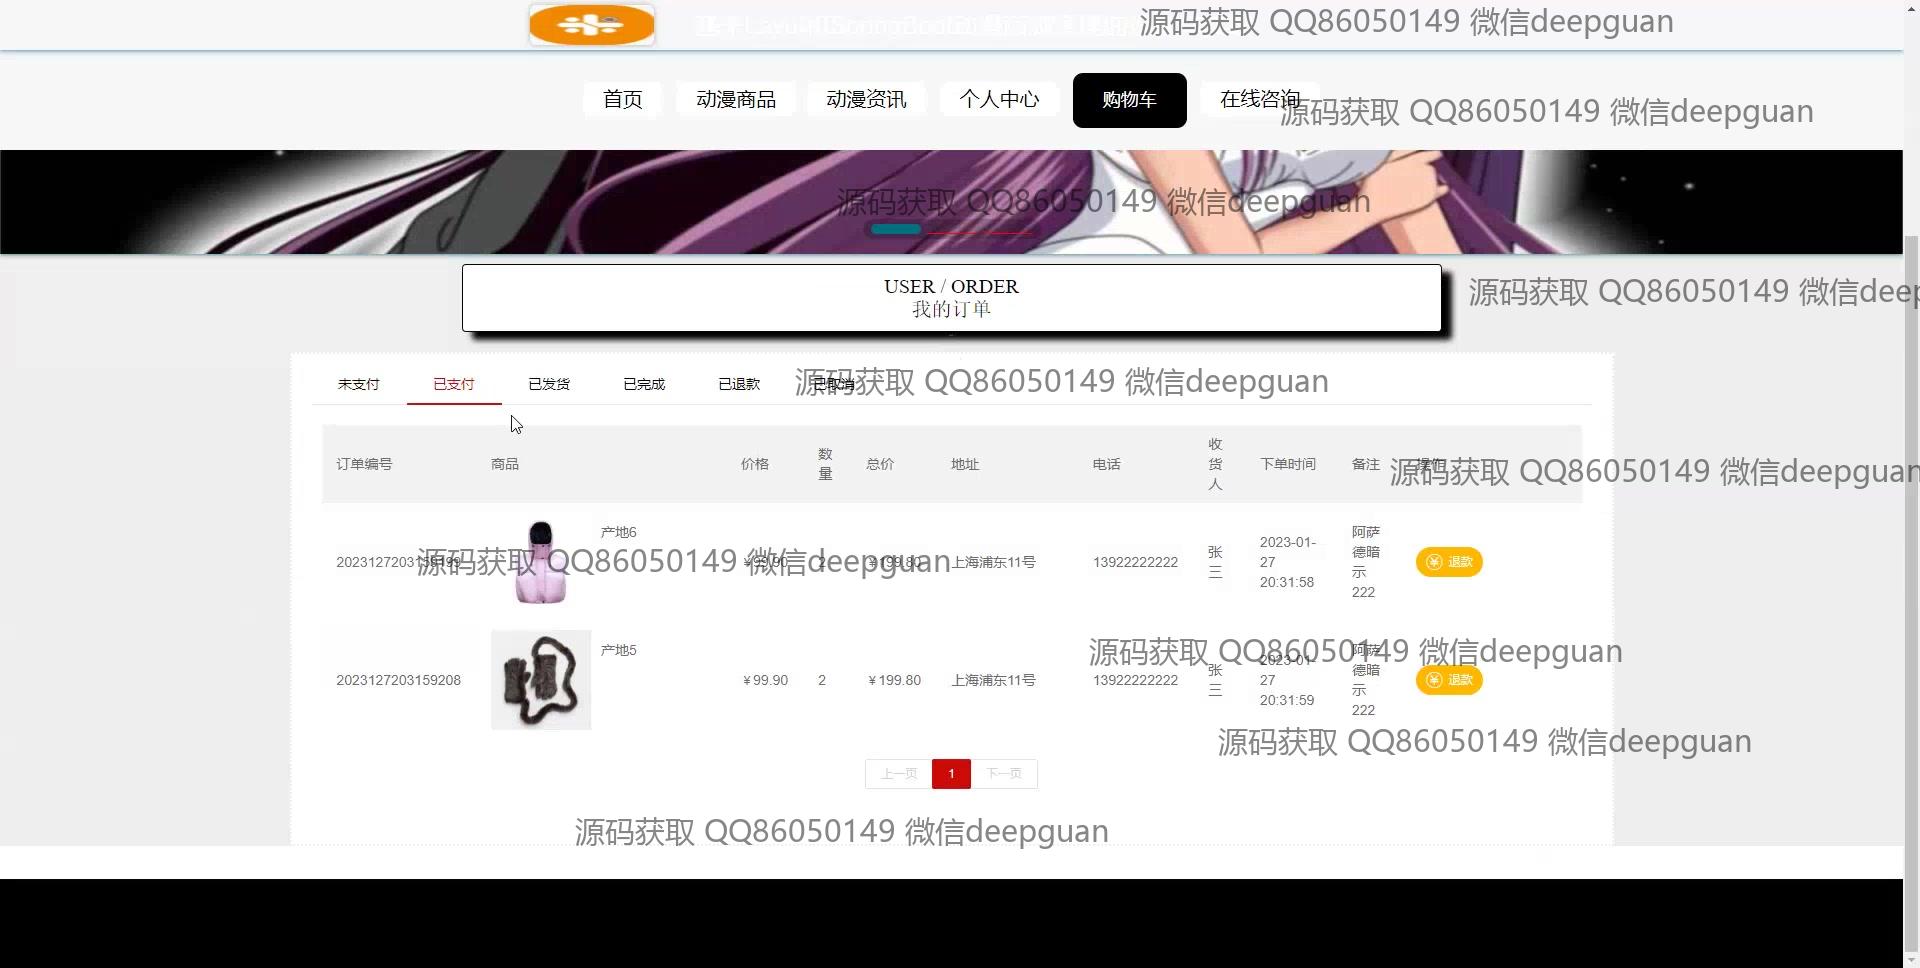 源码获取 QQ86050149 微信deepguan
首页 动漫商品 动漫资讯 个人中心 购物车 在线咨询
源码获取 QQ86050149 微信deepguan
源码获取 QQ86050149 微信deepguan
USER / ORDER
我的订单
源码获取 QQ86050149 微信deep
未支付 已支付 已发货 已完成 已退款 已取消
源码获取 QQ86050149 微信deepguan
订单编号 商品 价格 数量 总价 地址 电话 收货人 下单时间 备注 操作
源码获取 QQ86050149 微信deepguan
产地6
2023127203158199 ￥99.90 2 ￥199.80 上海浦东11号 13922222222 张三 2023-01-27 20:31:58 阿萨德暗示222 退款
源码获取 QQ86050149 微信deepguan
产地5
源码获取 QQ86050149 微信deepguan
2023127203159208 ￥99.90 2 ￥199.80 上海浦东11号 13922222222 张三 2023-01-27 20:31:59 阿萨德暗示222 退款
源码获取 QQ86050149 微信deepguan
上一页 1 下一页
源码获取 QQ86050149 微信deepguan